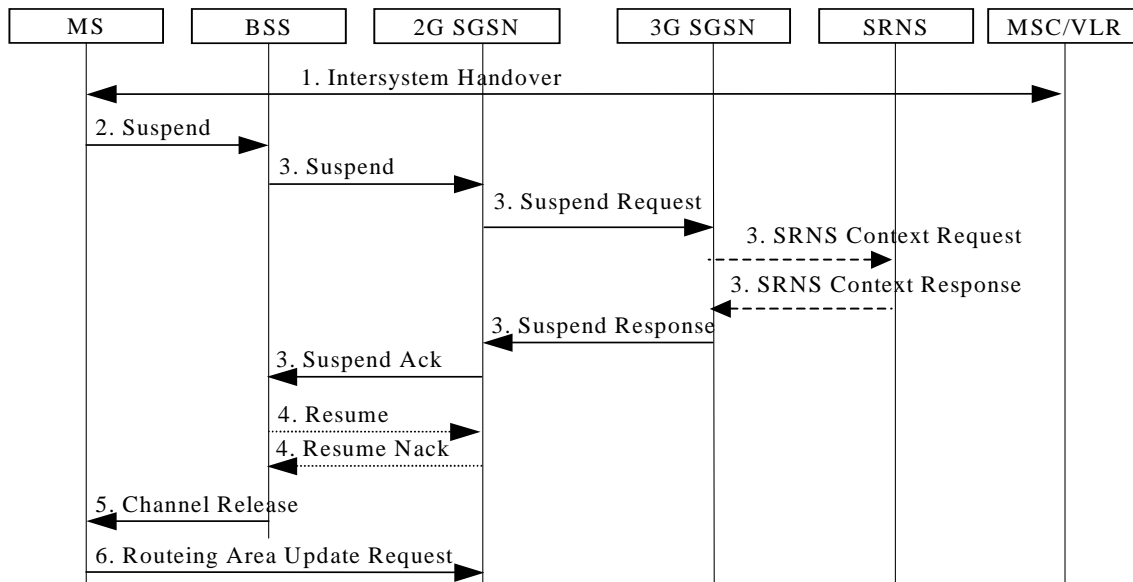 MS BSS 2G SGSN 3G SGSN SRNS MSC/VLR
1. Intersystem Handover
2. Suspend
3. Suspend
3. Suspend Request
3. SRNS Context Request
3. SRNS Context Response
3. Suspend Response
3. Suspend Ack
4. Resume
4. Resume Nack
5. Channel Release
6. Routeing Area Update Request